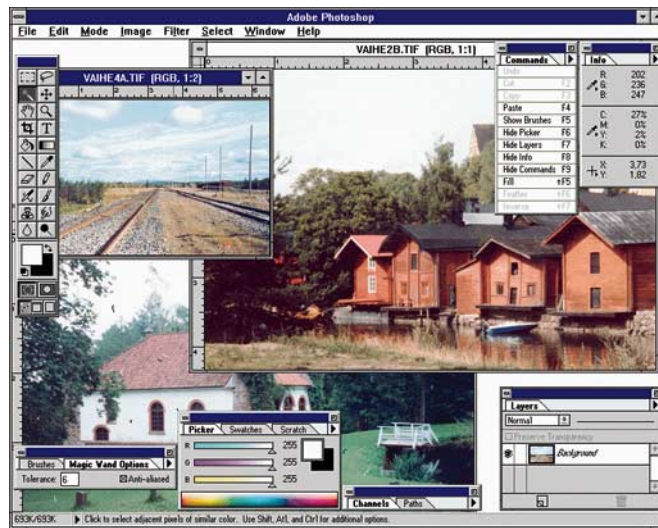 Adobe Photoshop
File Edit Mode Image Filter Select Window Help
VAIHE2B.TIF (RGB, 1:1)
VAIHE4A.TIF (RGB, 1:2)
Commands
Undo
Cut F2
Copy F3
Paste F4
Show Brushes F5
Hide Picker F6
Hide Layers F7
Hide Info F8
Hide Commands F9
Fill ↑F5
Feather ↑F6
Inverse ↑F7
Info
R: 202
G: 236
B: 247
C: 27%
M: 0%
Y: 2%
K: 0%
X: 3,73
Y: 1,82
Layers
Normal
Preserve Transparency
Background
Picker Swatches Scratch
R 255
G 255
B 255
Brushes Magic Wand Options
Tolerance: 6 Anti-aliased
Channels Paths
693K/693K Click to select adjacent pixels of similar color. Use Shift, Alt, and Ctrl for additional options.